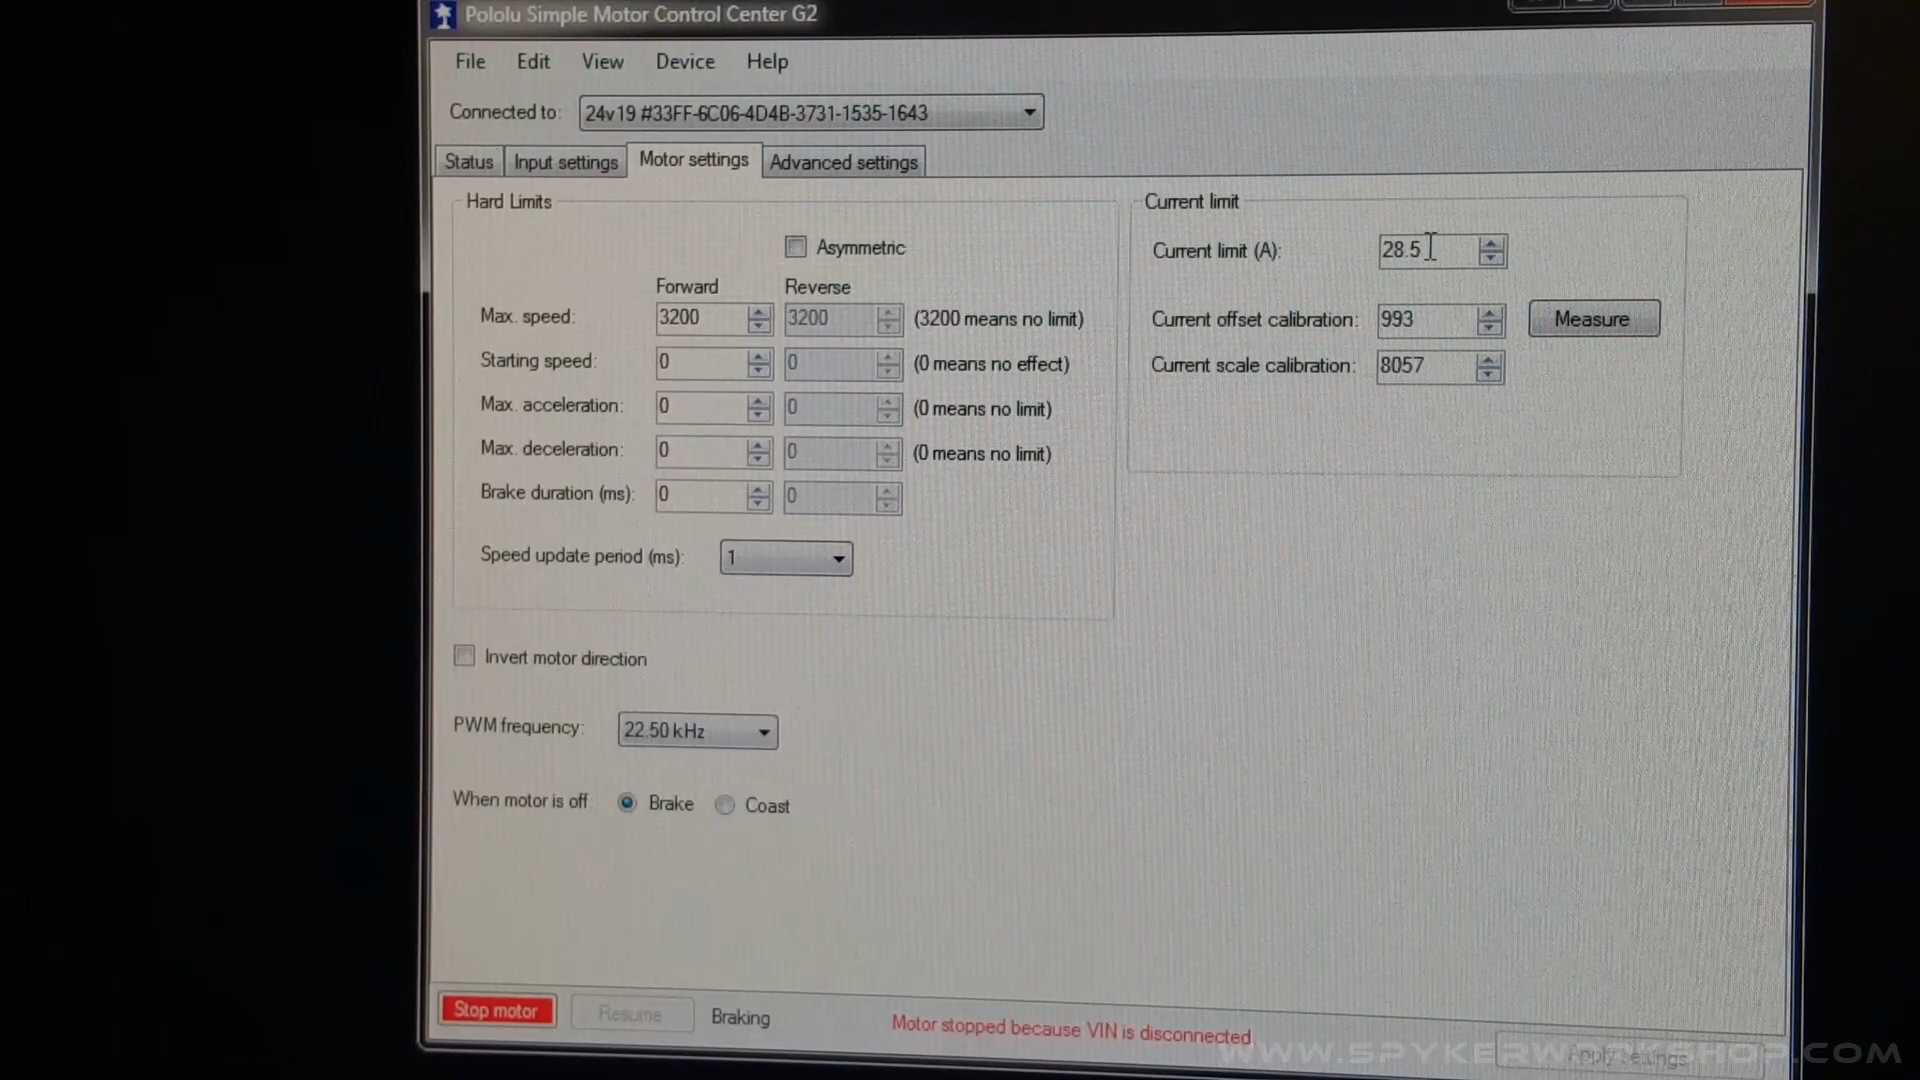 Pololu Simple Motor Control Center G2
File Edit View Device Help
Connected to: 24v19 #33FF-6C06-4D4B-3731-1535-1643
Status Input settings Motor settings Advanced settings
Hard Limits
Asymmetric
Forward Reverse
Max. speed: 3200 3200 (3200 means no limit)
Starting speed: 0 0 (0 means no effect)
Max. acceleration: 0 0 (0 means no limit)
Max. deceleration: 0 0 (0 means no limit)
Brake duration (ms): 0 0
Speed update period (ms): 1
Current limit
Current limit (A): 28.5
Current offset calibration: 993 Measure
Current scale calibration: 8057
Invert motor direction
PWM frequency: 22.50 kHz
When motor is off: Brake Coast
Stop motor Resume Braking Motor stopped because VIN is disconnected.
Apply settings
WWW.SPYKERWORKSHOP.COM